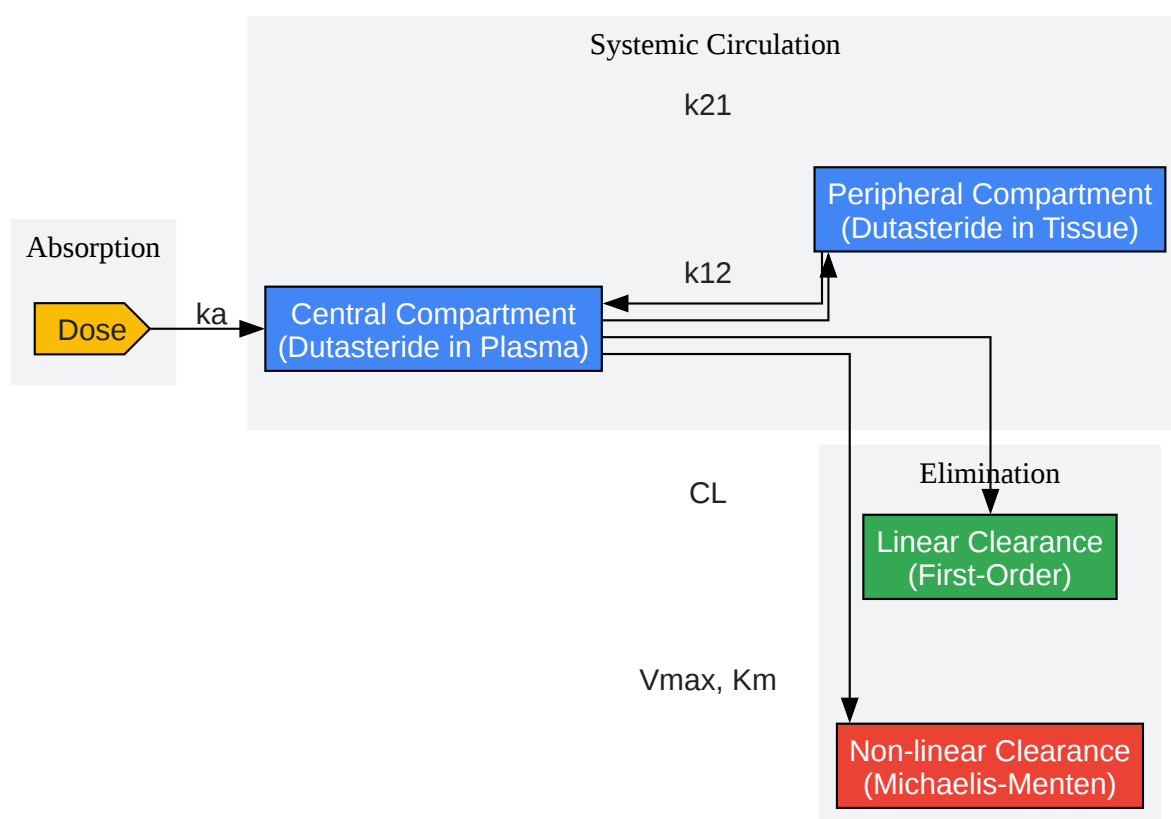 Systemic Circulation
k21
Peripheral Compartment
(Dutasteride in Tissue)
Absorption
k12
Dose
ka
Central Compartment
(Dutasteride in Plasma)
Elimination
CL
Linear Clearance
(First-Order)
Vmax, Km
Non-linear Clearance
(Michaelis-Menten)